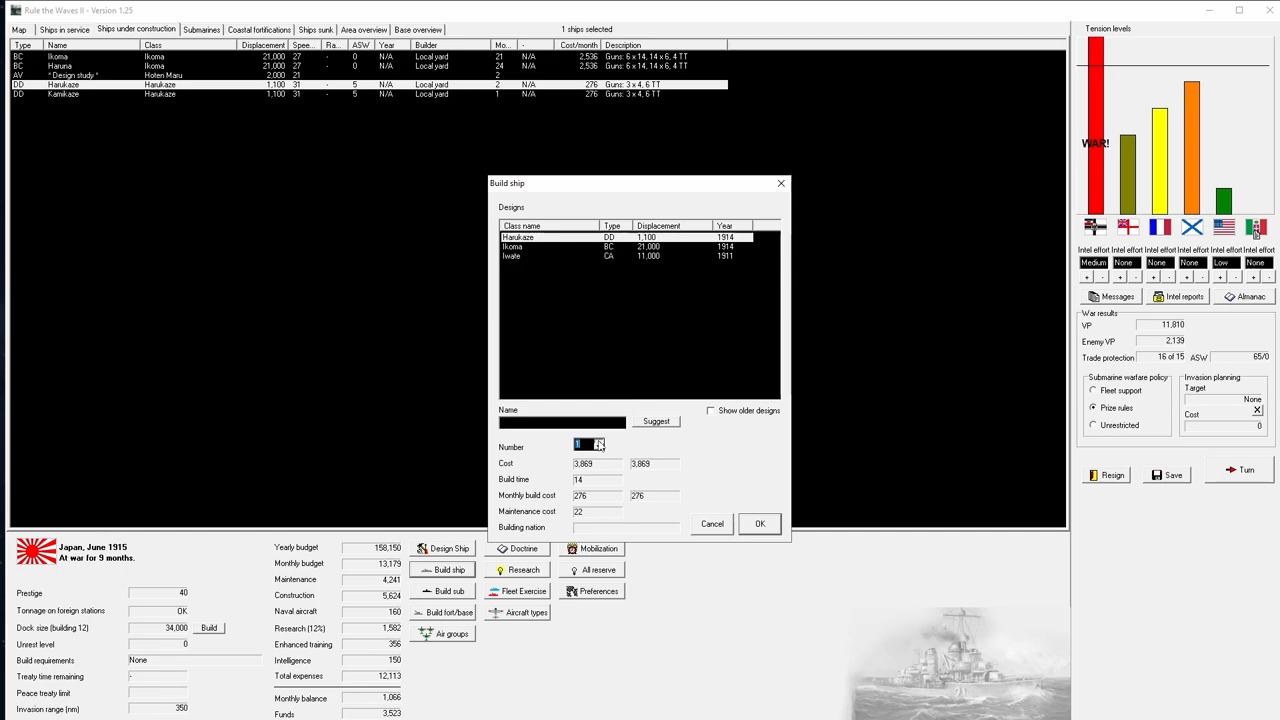 Rule the Waves II - Version 1.25
Map Ships in service Ships under construction Submarines Coastal fortifications Ships sunk Area overview Base overview 1 ships selected
Type Name Class Displacement Spee... Ra... ASW Year Builder Mo... - Cost/month Description
BC Ikoma Ikoma 21,000 27 - 0 N/A Local yard 21 N/A 2,536 Guns: 6 x 14, 14 x 6, 4 TT
BC Haruna Ikoma 21,000 27 - 0 N/A Local yard 24 N/A 2,536 Guns: 6 x 14, 14 x 6, 4 TT
AV * Design study * Hoten Maru 2,000 21 2
DD Harukaze Harukaze 1,100 31 - 5 N/A Local yard 2 N/A 276 Guns: 3 x 4, 6 TT
DD Kamikaze Harukaze 1,100 31 - 5 N/A Local yard 1 N/A 276 Guns: 3 x 4, 6 TT
Build ship
Designs
Class name Type Displacement Year
Harukaze DD 1,100 1914
Ikoma BC 21,000 1914
Iwate CA 11,000 1911
Name
Show older designs
Suggest
Number 1
Cost 3,869 3,869
Build time 14
Monthly build cost 276 276
Maintenance cost 22
Building nation
Cancel OK
Tension levels
WAR!
Intel effort Intel effort Intel effort Intel effort Intel effort Intel effort
Medium None None None Low None
+ - + - + - + - + - + -
Messages Intel reports Almanac
War results
VP 11,810
Enemy VP 2,139
Trade protection 16 of 15 ASW 65/0
Submarine warfare policy
Fleet support
Prize rules
Unrestricted
Invasion planning
Target
None
Cost X
0
Resign Save Turn
Japan, June 1915
At war for 9 months.
Prestige 40
Tonnage on foreign stations OK
Dock size (building 12) 34,000 Build
Unrest level 0
Build requirements None
Treaty time remaining -
Peace treaty limit
Invasion range (nm) 350
Yearly budget 158,150
Monthly budget 13,179
Maintenance 4,241
Construction 5,624
Naval aircraft 160
Research (12%) 1,582
Enhanced training 356
Intelligence 150
Total expenses 12,113
Monthly balance 1,066
Funds 3,523
Design Ship Doctrine Mobilization
Build ship Research All reserve
Build sub Fleet Exercise Preferences
Build fort/base Aircraft types
Air groups